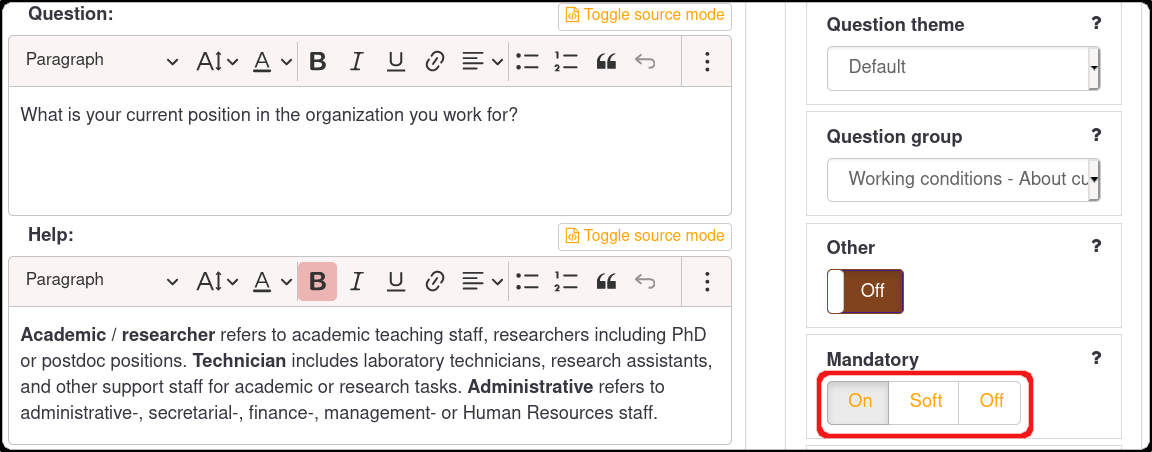 Question:
Toggle source mode
Paragraph
What is your current position in the organization you work for?
Help:
Toggle source mode
Paragraph
Academic / researcher refers to academic teaching staff, researchers including PhD
or postdoc positions. Technician includes laboratory technicians, research assistants,
and other support staff for academic or research tasks. Administrative refers to
administrative-, secretarial-, finance-, management- or Human Resources staff.
Question theme ?
Default
Question group ?
Working conditions - About cu
Other ?
Off
Mandatory ?
On Soft Off